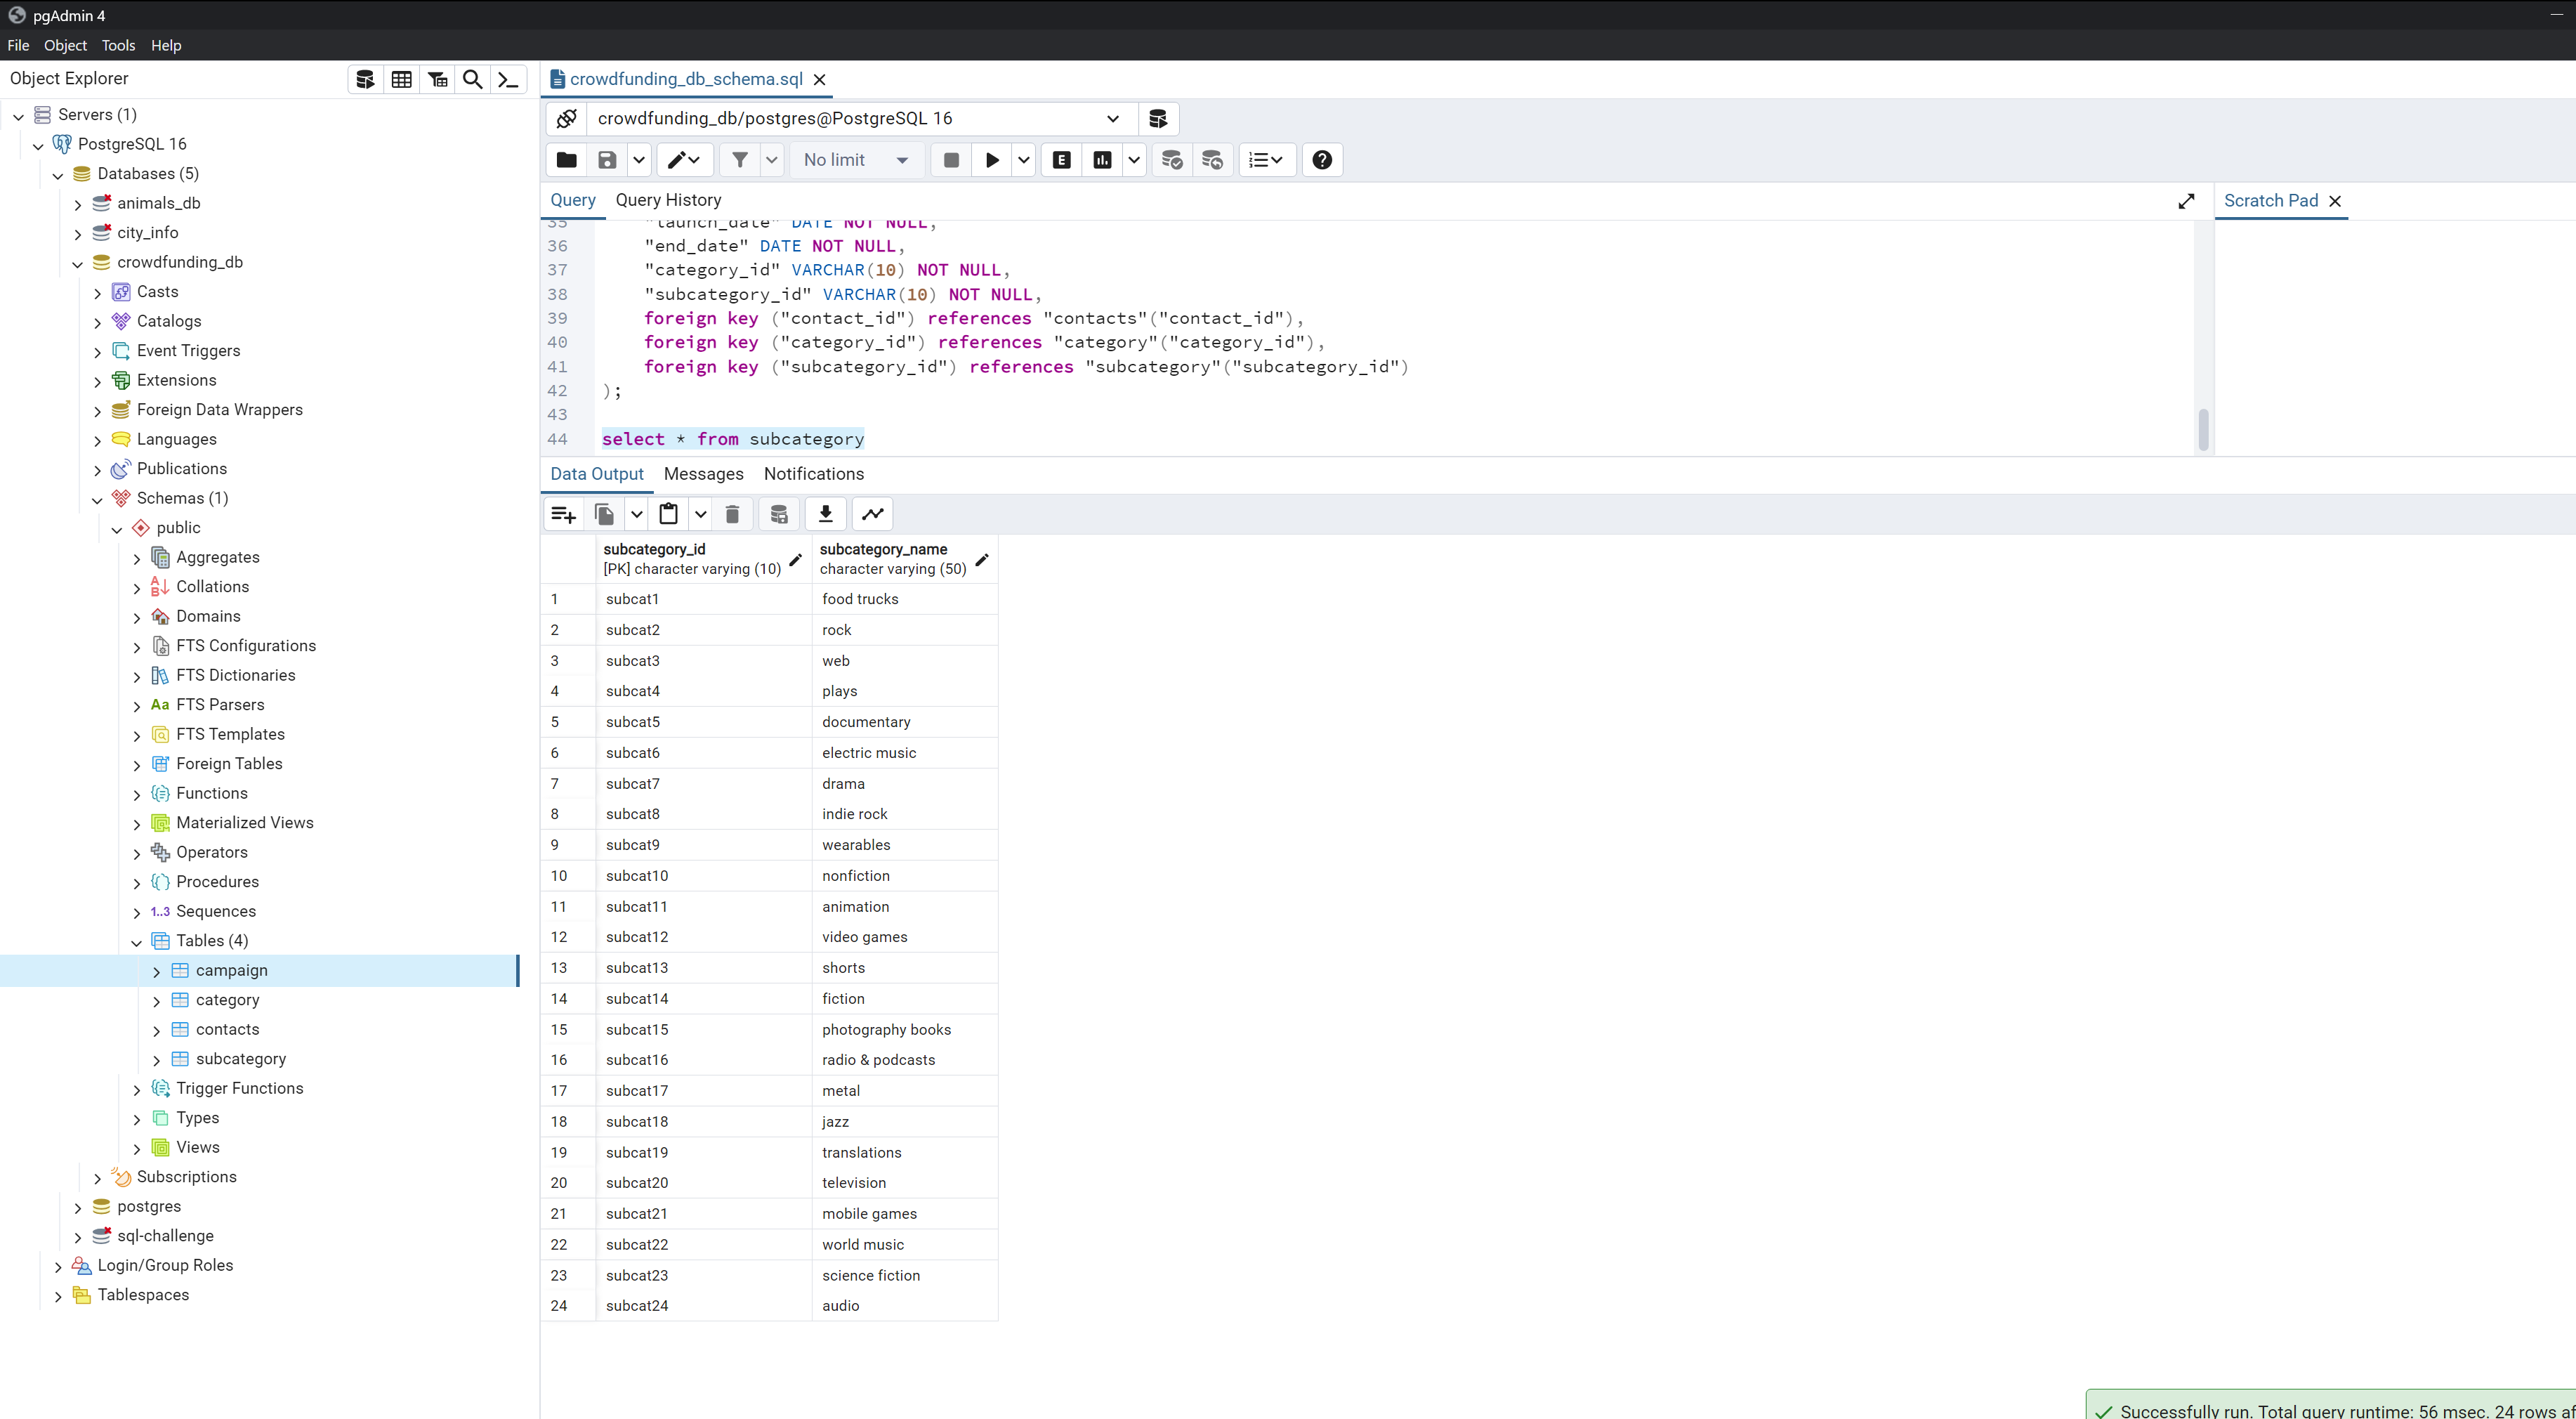 pgAdmin 4
File Object Tools Help
Object Explorer
Servers (1)
PostgreSQL 16
Databases (5)
animals_db
city_info
crowdfunding_db
Casts
Catalogs
Event Triggers
Extensions
Foreign Data Wrappers
Languages
Publications
Schemas (1)
public
Aggregates
Collations
Domains
FTS Configurations
FTS Dictionaries
Aa FTS Parsers
FTS Templates
Foreign Tables
Functions
Materialized Views
Operators
Procedures
1..3 Sequences
Tables (4)
campaign
category
contacts
subcategory
Trigger Functions
Types
Views
Subscriptions
postgres
sql-challenge
Login/Group Roles
Tablespaces
crowdfunding_db_schema.sql
crowdfunding_db/postgres@PostgreSQL 16
No limit
E
Query Query History
Scratch Pad
35 "launch_date" DATE NOT NULL,
36 "end_date" DATE NOT NULL,
37 "category_id" VARCHAR(10) NOT NULL,
38 "subcategory_id" VARCHAR(10) NOT NULL,
39 foreign key ("contact_id") references "contacts"("contact_id"),
40 foreign key ("category_id") references "category"("category_id"),
41 foreign key ("subcategory_id") references "subcategory"("subcategory_id")
42 );
43
44 select * from subcategory
Data Output Messages Notifications
subcategory_id subcategory_name
[PK] character varying (10) character varying (50)
1 subcat1 food trucks
2 subcat2 rock
3 subcat3 web
4 subcat4 plays
5 subcat5 documentary
6 subcat6 electric music
7 subcat7 drama
8 subcat8 indie rock
9 subcat9 wearables
10 subcat10 nonfiction
11 subcat11 animation
12 subcat12 video games
13 subcat13 shorts
14 subcat14 fiction
15 subcat15 photography books
16 subcat16 radio & podcasts
17 subcat17 metal
18 subcat18 jazz
19 subcat19 translations
20 subcat20 television
21 subcat21 mobile games
22 subcat22 world music
23 subcat23 science fiction
24 subcat24 audio
Successfully run. Total query runtime: 56 msec. 24 rows af